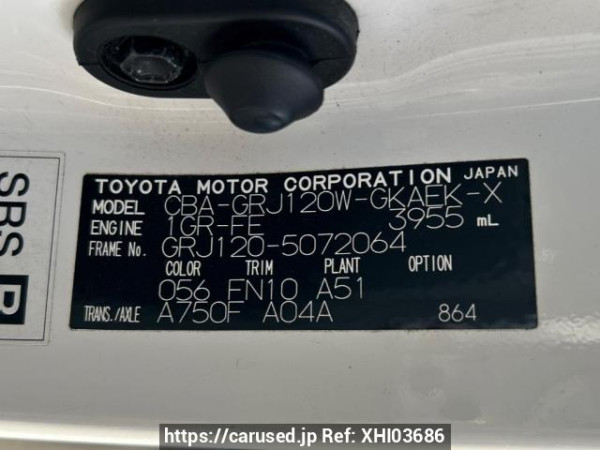 TOYOTA MOTOR CORPORATION JAPAN
MODEL CBA-GRJ120W-GKAEK-X
ENGINE 1GR-FE 3955 mL
FRAME No. GRJ120-5072064
COLOR TRIM PLANT OPTION
056 FN10 A51
TRANS./AXLE A750F A04A 864
SRS
https://carused.jp Ref: XHI03686